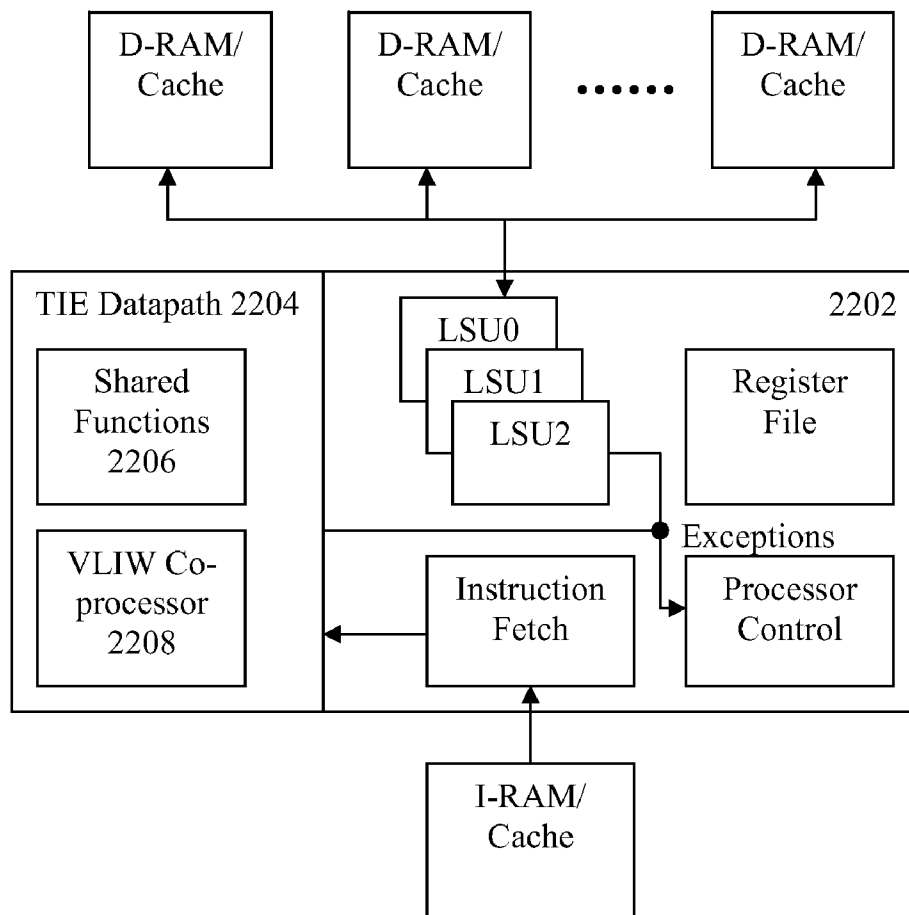 D-RAM/
Cache
D-RAM/
Cache
......
D-RAM/
Cache
TIE Datapath 2204
2202
LSU0
LSU1
LSU2
Shared
Functions
2206
Register
File
Exceptions
VLIW Co-
processor
2208
Instruction
Fetch
Processor
Control
I-RAM/
Cache